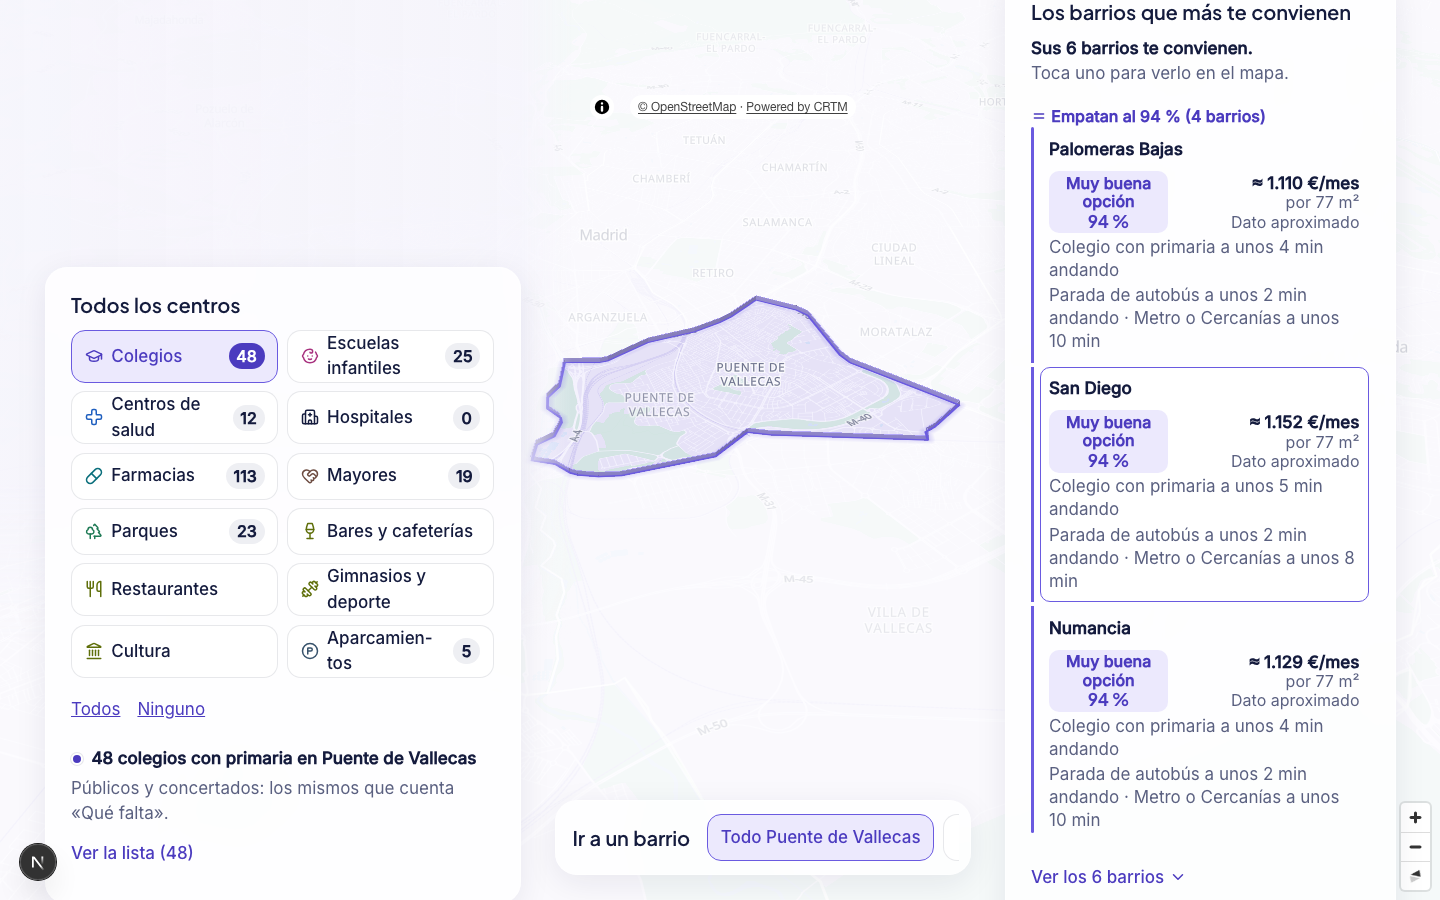 Todos los centros
Colegios 48
Escuelas
infantiles 25
Centros de
salud 12
Hospitales 0
Farmacias 113
Mayores 19
Parques 23
Bares y cafeterías
Restaurantes
Gimnasios y
deporte
Cultura
Aparcamien-
tos 5
Todos Ninguno
48 colegios con primaria en Puente de Vallecas
Públicos y concertados: los mismos que cuenta
«Qué falta».
Ver la lista (48)
N
FUENCARRAL
EL PARDO
FUENCARRAL
EL PARDO
HORT
© OpenStreetMap · Powered by CRTM
TETUÁN
CHAMARTÍN
CHAMBERÍ
SALAMANCA
Madrid
CIUDAD
LINEAL
RETIRO
ARGANZUELA
MORATALAZ
PUENTE DE
VALLECAS
PUENTE DE
VALLECAS
A-4
M-40
M-31
M-45
VILLA DE
VALLECAS
M-50
da
Ir a un barrio
Todo Puente de Vallecas
Los barrios que más te convienen
Sus 6 barrios te convienen.
Toca uno para verlo en el mapa.
= Empatan al 94 % (4 barrios)
Palomeras Bajas
Muy buena
opción
94 %
≈ 1.110 €/mes
por 77 m²
Dato aproximado
Colegio con primaria a unos 4 min
andando
Parada de autobús a unos 2 min
andando · Metro o Cercanías a unos
10 min
San Diego
Muy buena
opción
94 %
≈ 1.152 €/mes
por 77 m²
Dato aproximado
Colegio con primaria a unos 5 min
andando
Parada de autobús a unos 2 min
andando · Metro o Cercanías a unos 8
min
Numancia
Muy buena
opción
94 %
≈ 1.129 €/mes
por 77 m²
Dato aproximado
Colegio con primaria a unos 4 min
andando
Parada de autobús a unos 2 min
andando · Metro o Cercanías a unos
10 min
Ver los 6 barrios